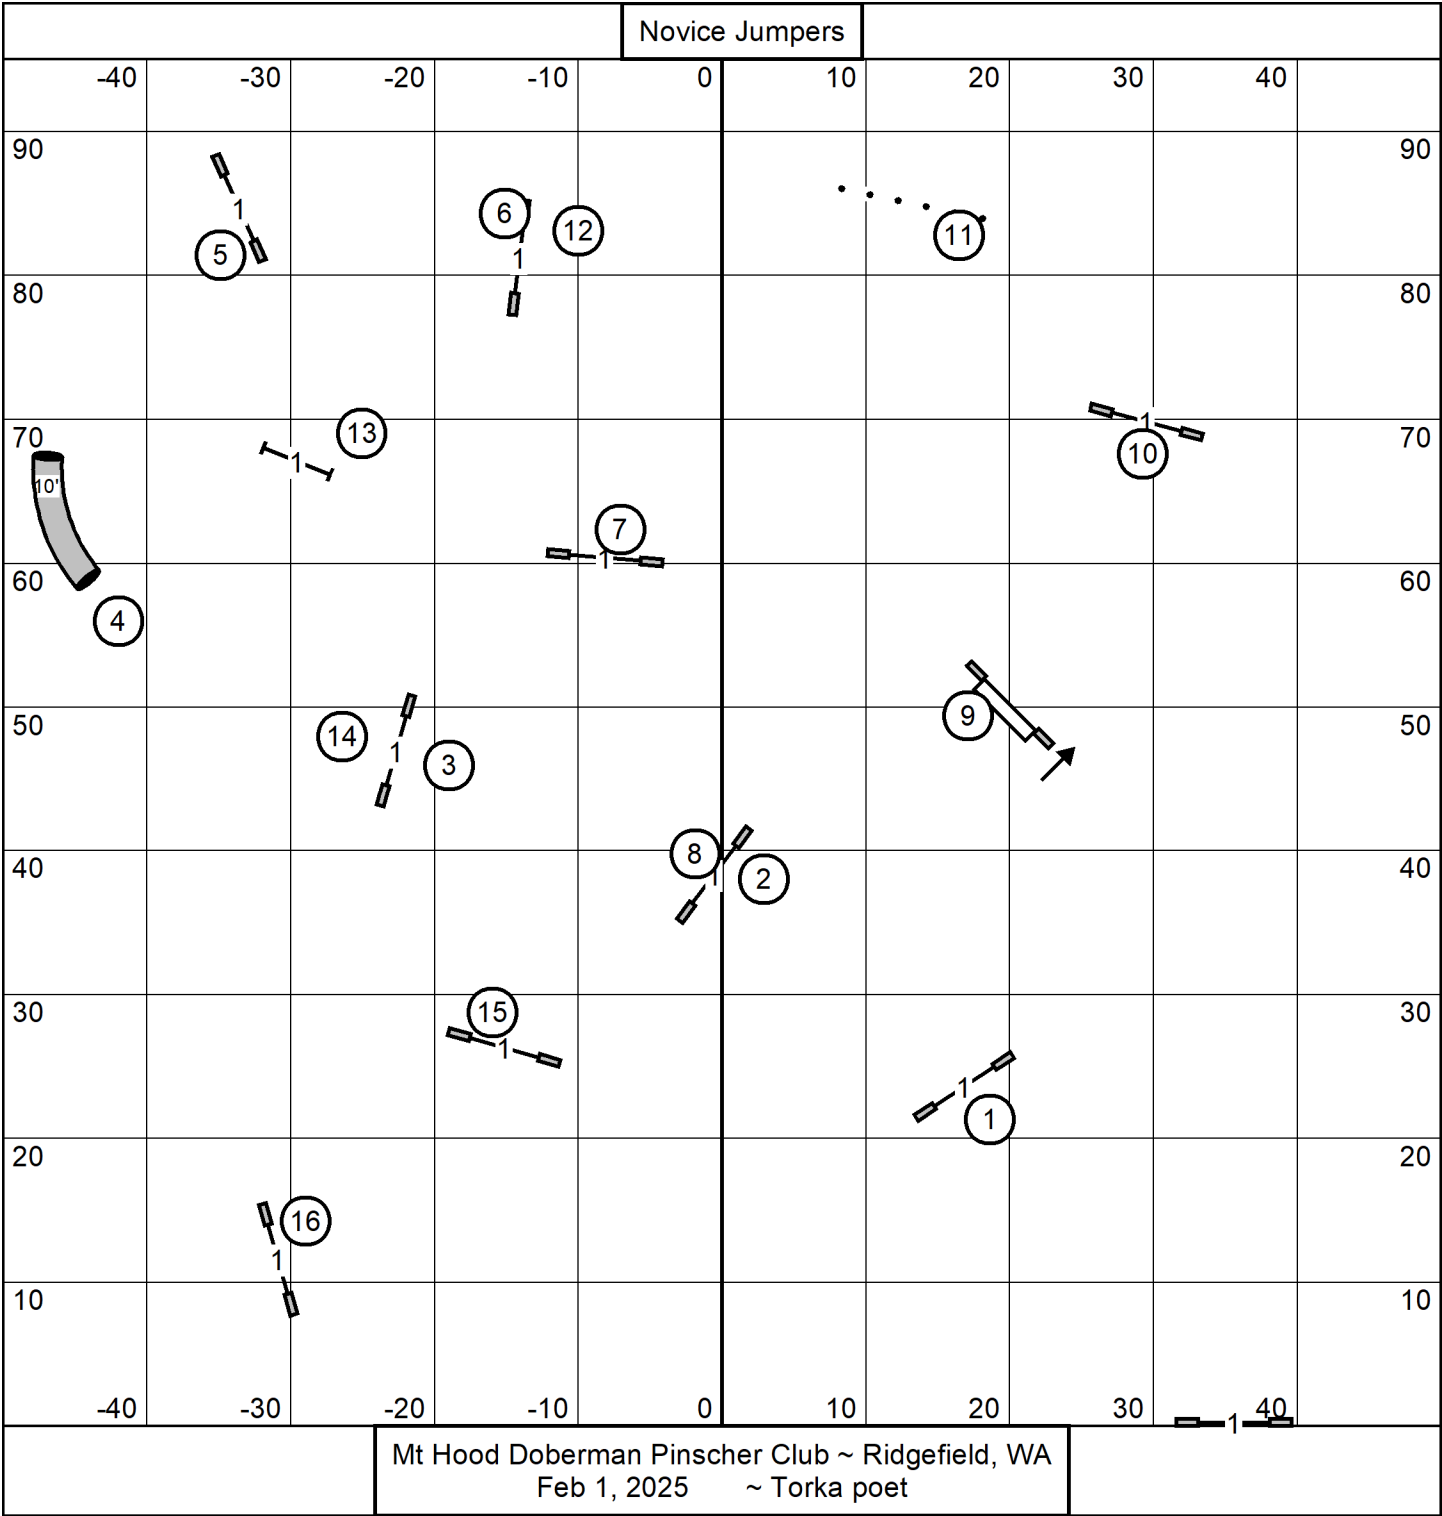 Novice Jumpers
-40 -30 -20 -10 0 10 20 30 40
90 90
5 1 6 12 1 11
80 80
13 1 10 1
70 70
10' 7 1
60 60
4
14 1 3 9
50 50
8 1 2
40 40
15 1
30 30
1 1
20 20
16 1
10 10
-40 -30 -20 -10 0 10 20 30 40
1
Mt Hood Doberman Pinscher Club ~ Ridgefield, WA
Feb 1, 2025 ~ Torka poet